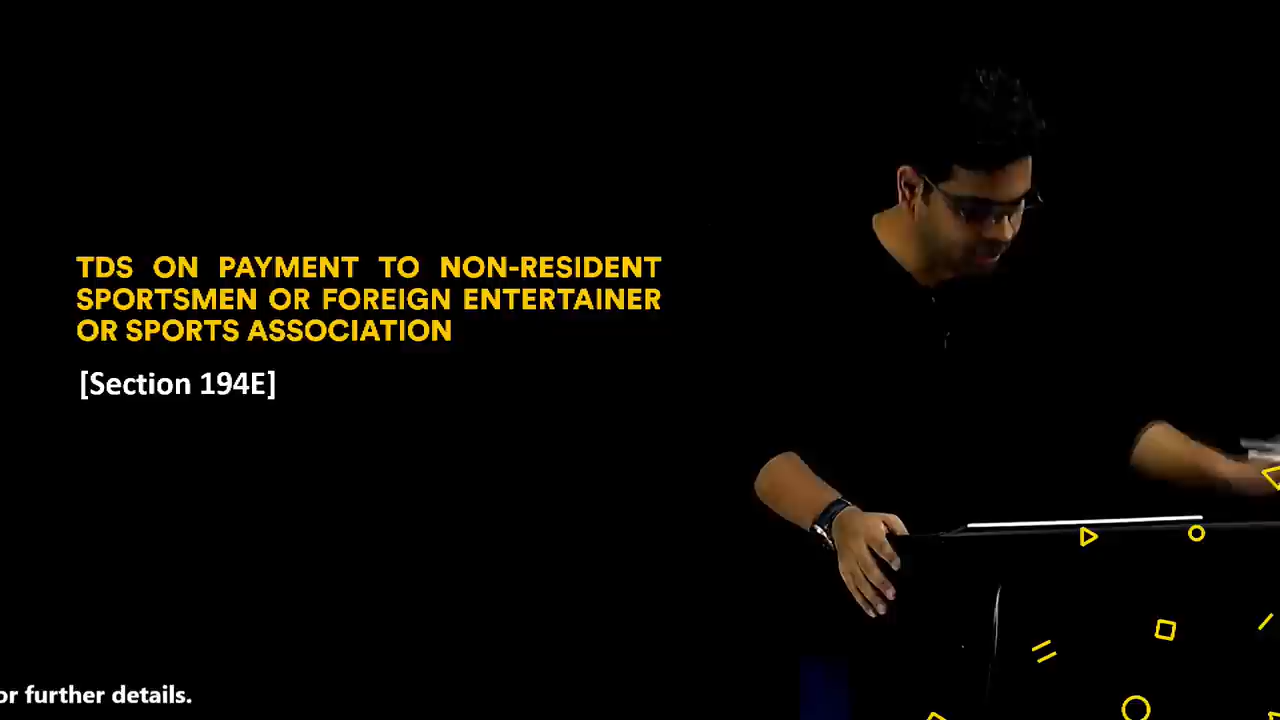 TDS ON PAYMENT TO NON-RESIDENT
SPORTSMEN OR FOREIGN ENTERTAINER
OR SPORTS ASSOCIATION
[Section 194E]
or further details.